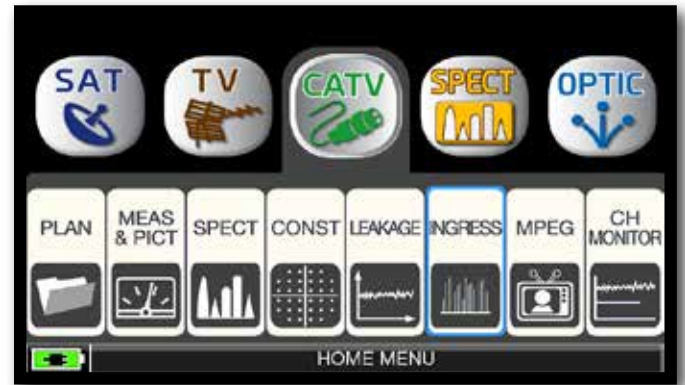 SAT
TV
CATV
SPECT
OPTIC
PLAN
MEAS
& PICT
SPECT
CONST
LEAKAGE
INGRESS
MPEG
CH
MONITOR
HOME MENU